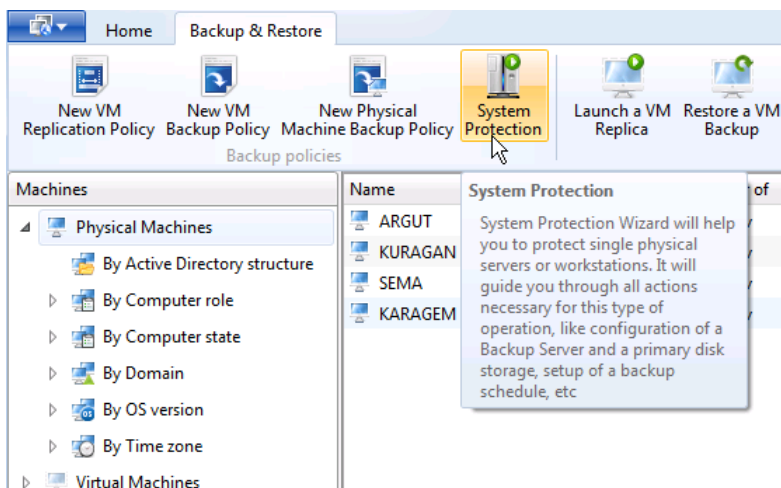 Home
Backup & Restore
New VM
Replication Policy
New VM
Backup Policy
New Physical
Machine Backup Policy
System
Protection
Launch a VM
Replica
Restore a VM
Backup
Backup policies
Machines
Physical Machines
By Active Directory structure
By Computer role
By Computer state
By Domain
By OS version
By Time zone
Virtual Machines
Name
of
ARGUT
KURAGAN
SEMA
KARAGEM
System Protection
System Protection Wizard will help
you to protect single physical
servers or workstations. It will
guide you through all actions
necessary for this type of
operation, like configuration of a
Backup Server and a primary disk
storage, setup of a backup
schedule, etc